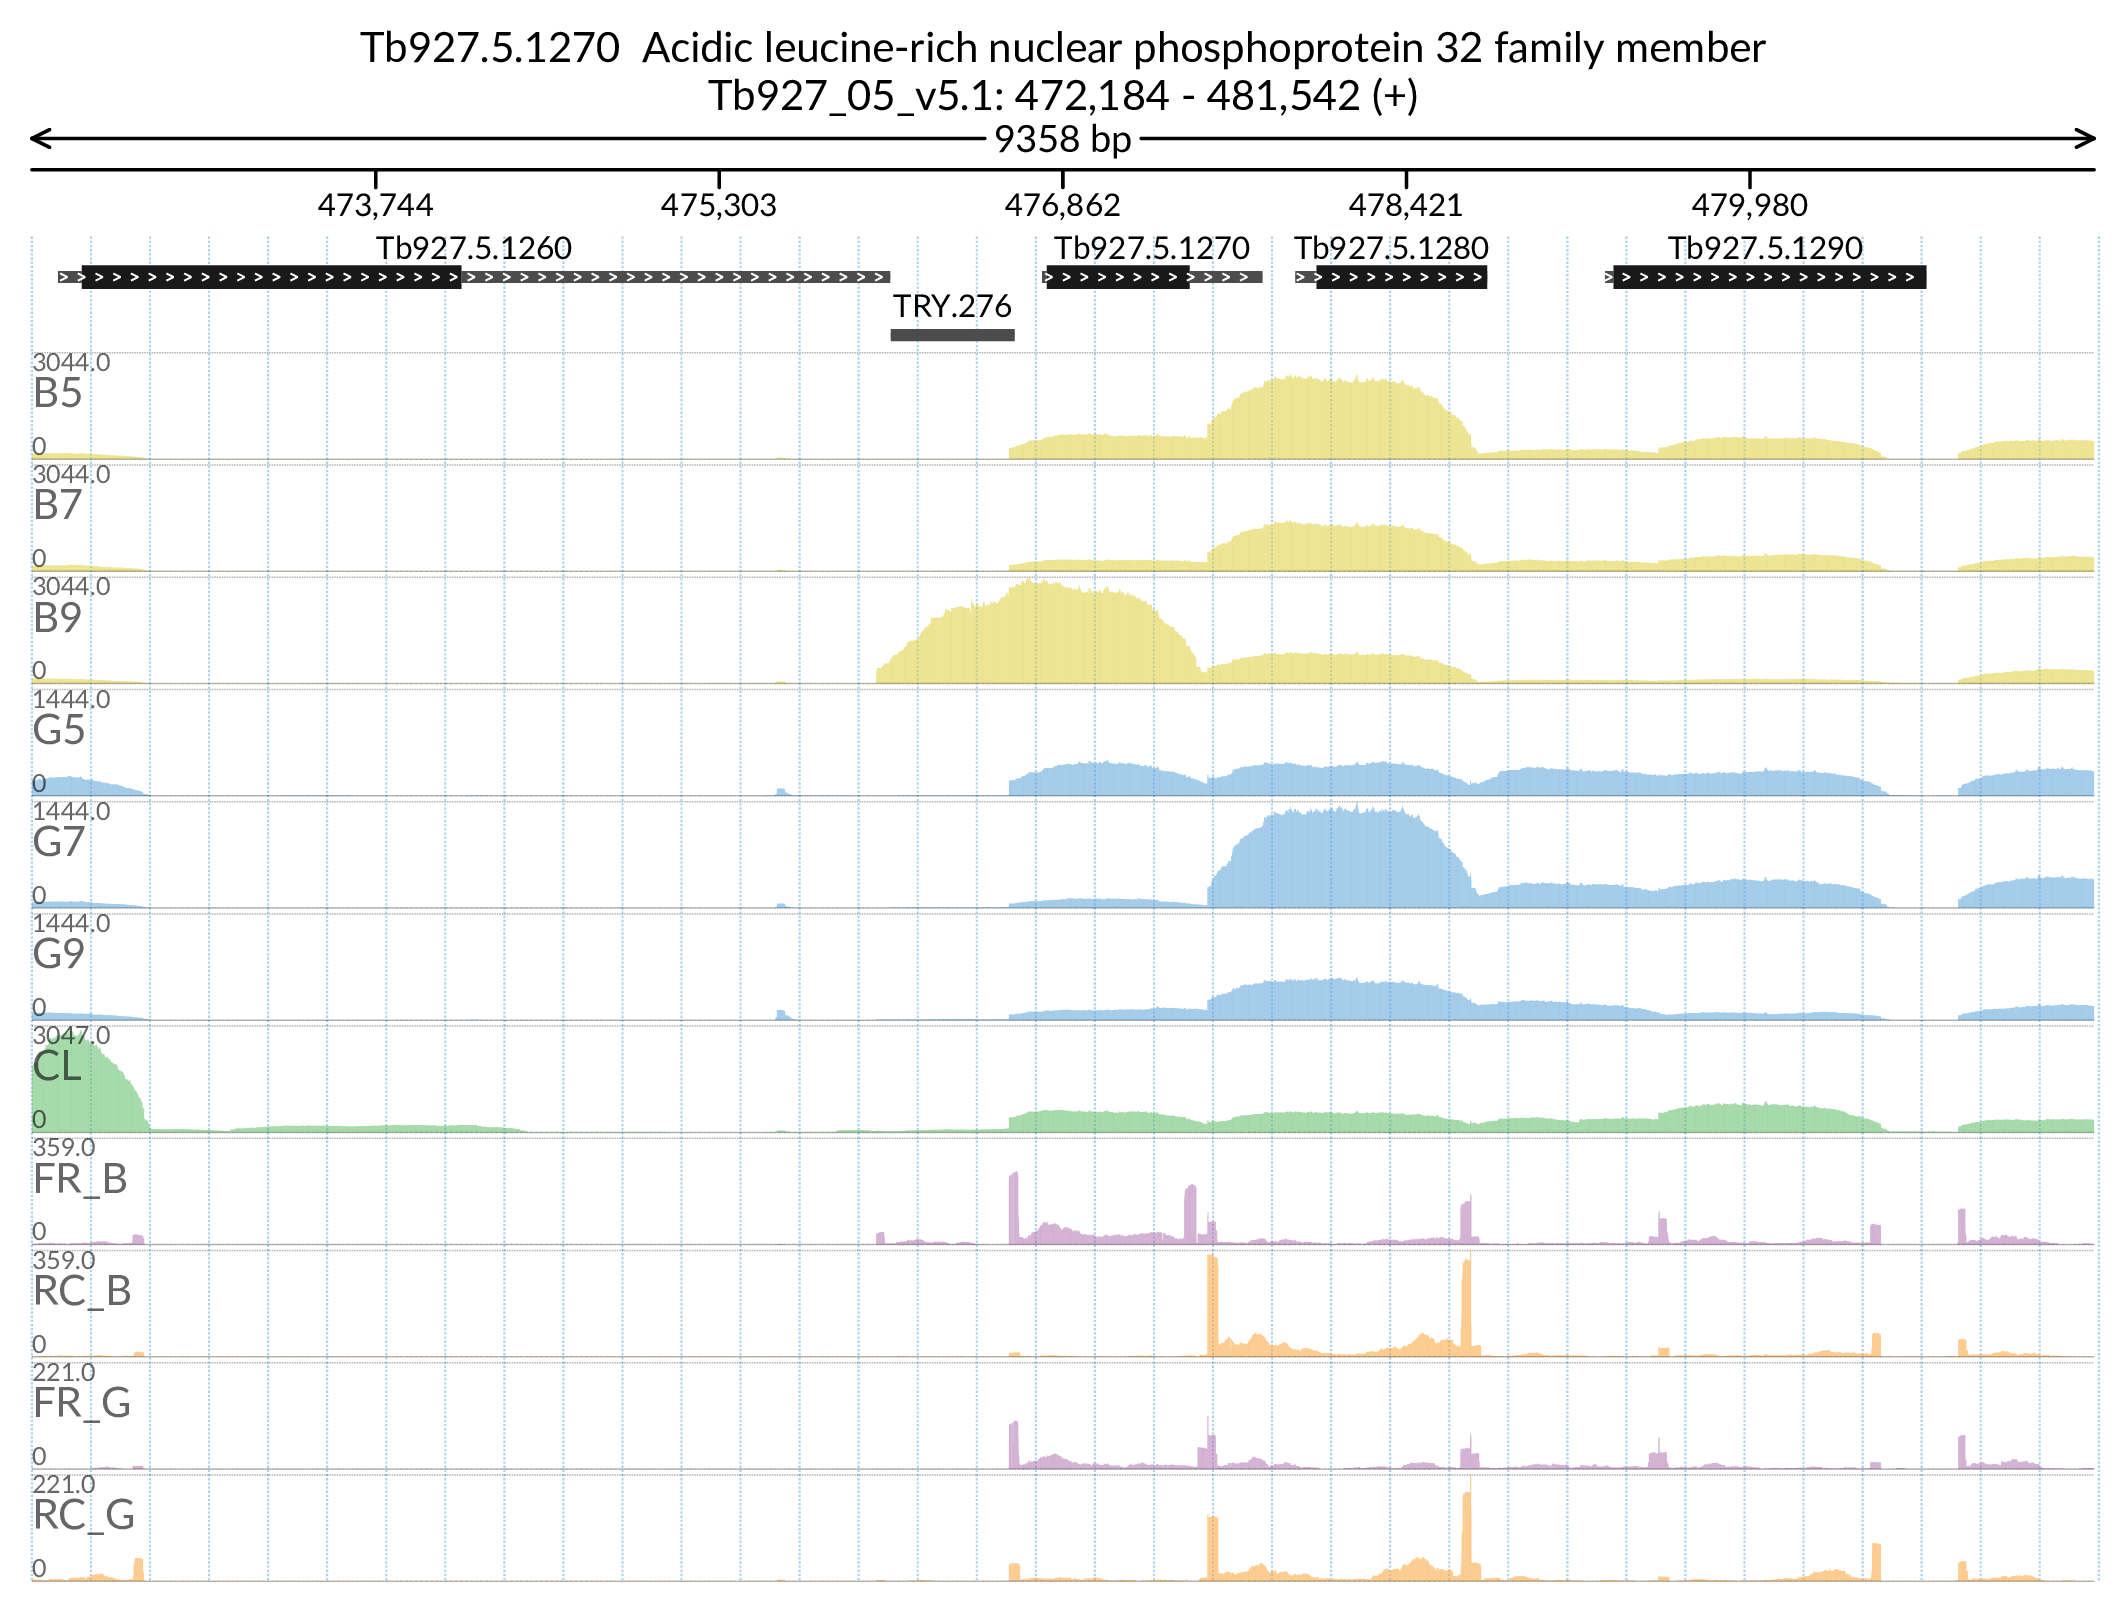 Tb927.5.1270  Acidic leucine-rich nuclear phosphoprotein 32 family member
Tb927_05_v5.1: 472,184 - 481,542 (+)
9358 bp
473,744 475,303 476,862 478,421 479,980
Tb927.5.1260 Tb927.5.1270 Tb927.5.1280 Tb927.5.1290
TRY.276
3044.0
B5
0
3044.0
B7
0
3044.0
B9
0
1444.0
G5
0
1444.0
G7
0
1444.0
G9
0
3047.0
CL
0
359.0
FR_B
0
359.0
RC_B
0
221.0
FR_G
0
221.0
RC_G
0